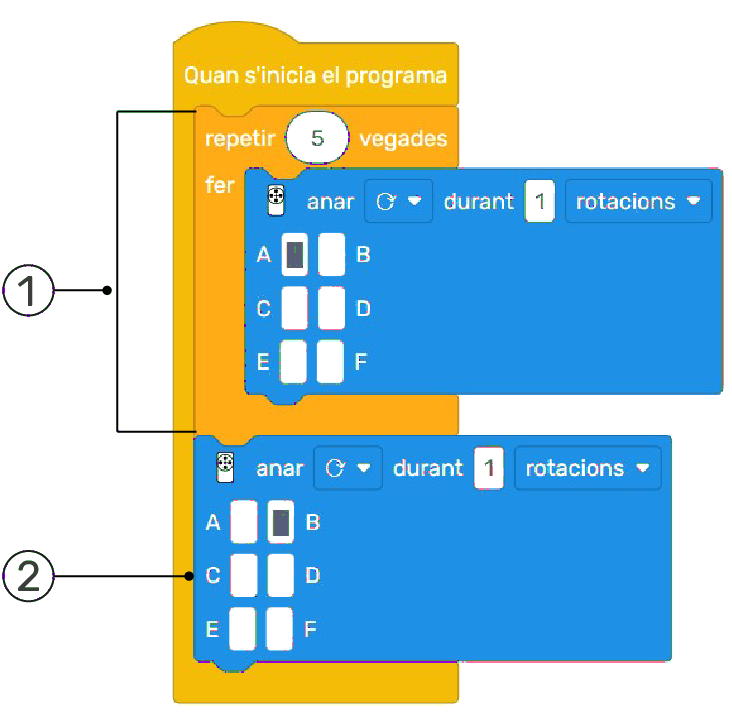 Quan s'inicia el programa
repetir 5 vegades
fer
anar durant 1 rotacions
A B
C D
E F
1
anar durant 1 rotacions
A B
C D
E F
2